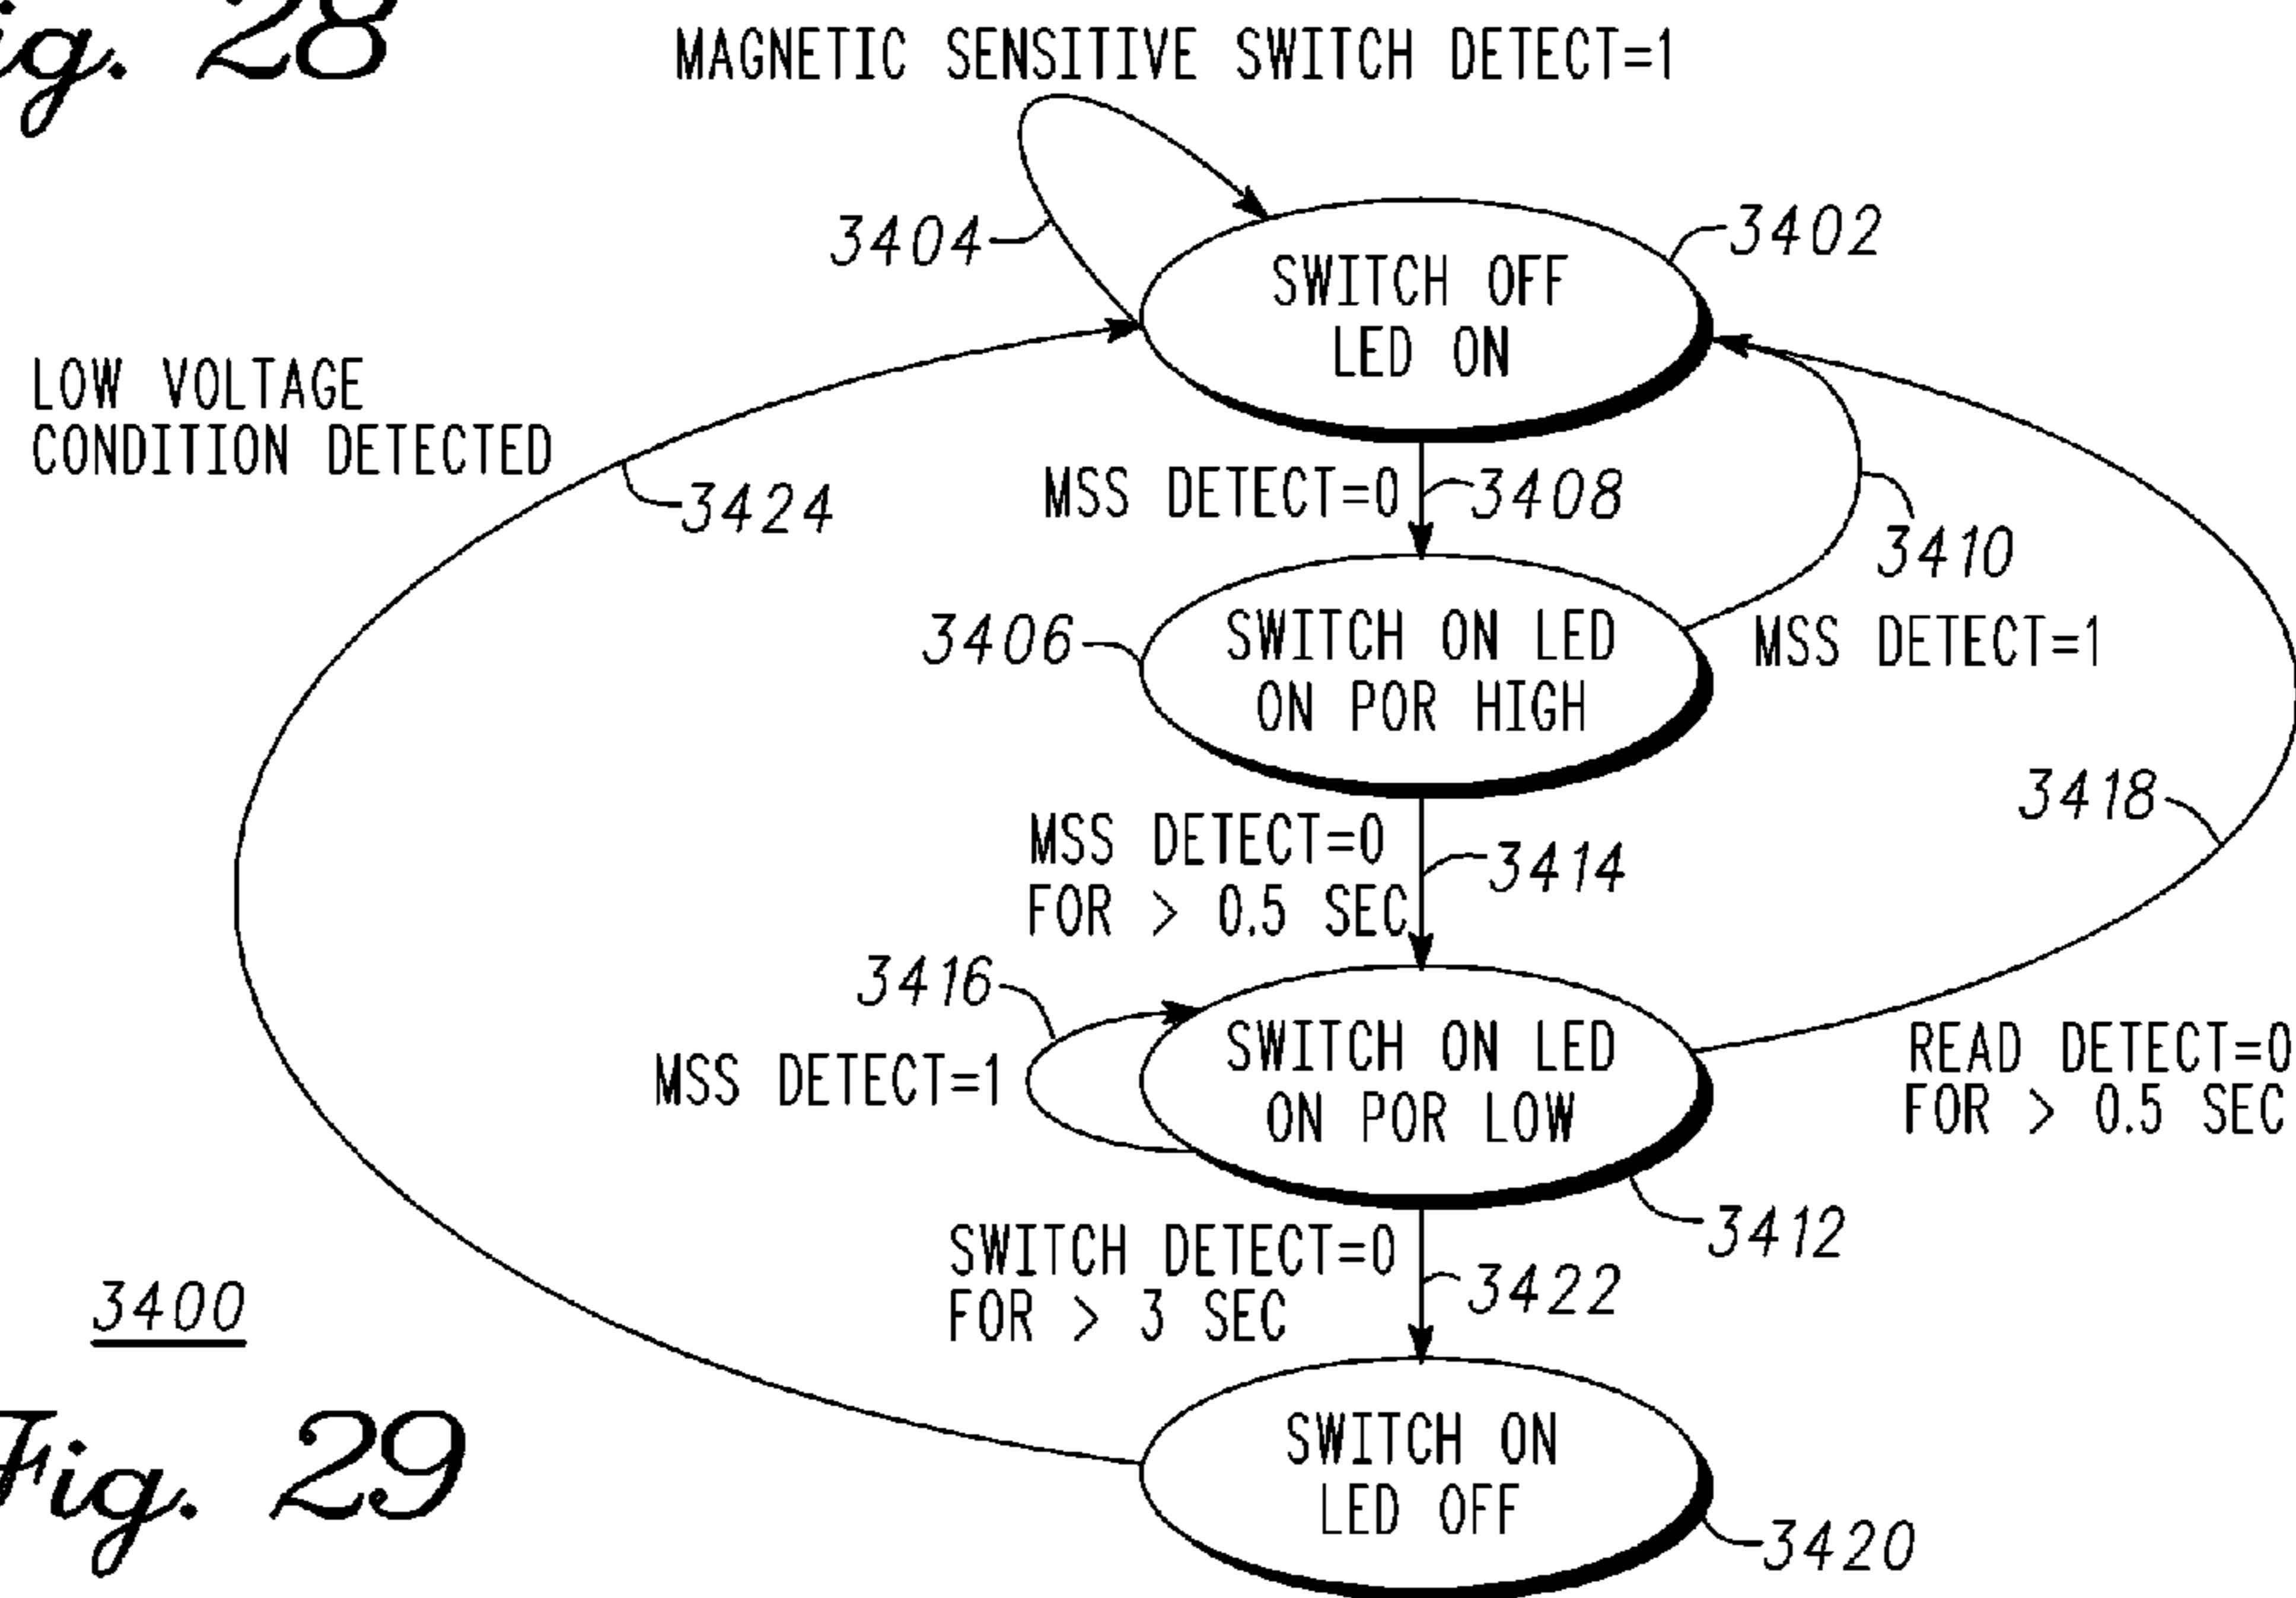 ig. 28
MAGNETIC SENSITIVE SWITCH DETECT=1
3404
3402
SWITCH OFF
LED ON
LOW VOLTAGE
CONDITION DETECTED
3424
MSS DETECT=0
3408
3410
3406
SWITCH ON LED
ON POR HIGH
MSS DETECT=1
3418
MSS DETECT=0
FOR > 0.5 SEC
3414
3416
MSS DETECT=1
SWITCH ON LED
ON POR LOW
READ DETECT=0
FOR > 0.5 SEC
3412
SWITCH DETECT=0
FOR > 3 SEC
3422
3400
SWITCH ON
LED OFF
3420
Fig. 29